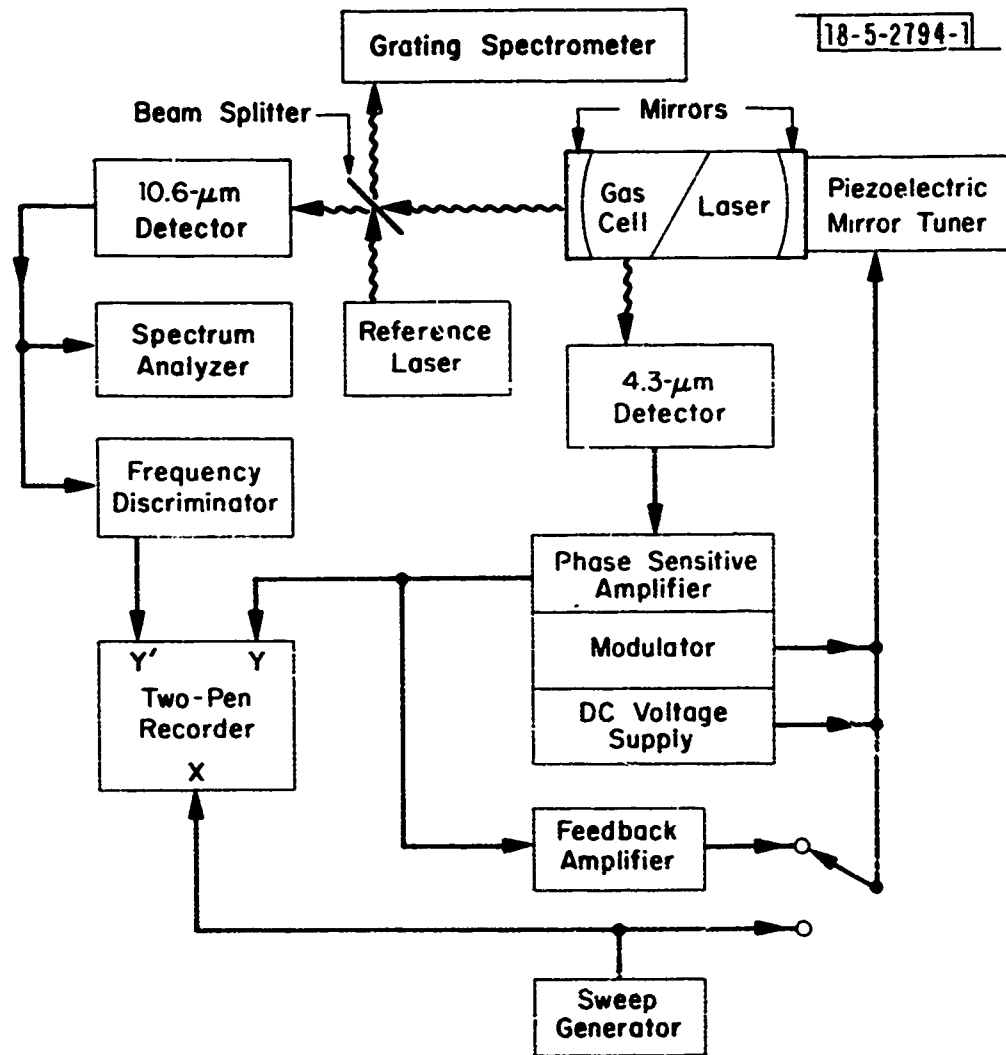 18-5-2794-1
Grating Spectrometer
Beam Splitter
Mirrors
10.6-μm
Detector
Gas
Cell
Laser
Piezoelectric
Mirror Tuner
Spectrum
Analyzer
Reference
Laser
4.3-μm
Detector
Frequency
Discriminator
Phase Sensitive
Amplifier
Y'
Y
Modulator
Two-Pen
Recorder
DC Voltage
Supply
X
Feedback
Amplifier
Sweep
Generator